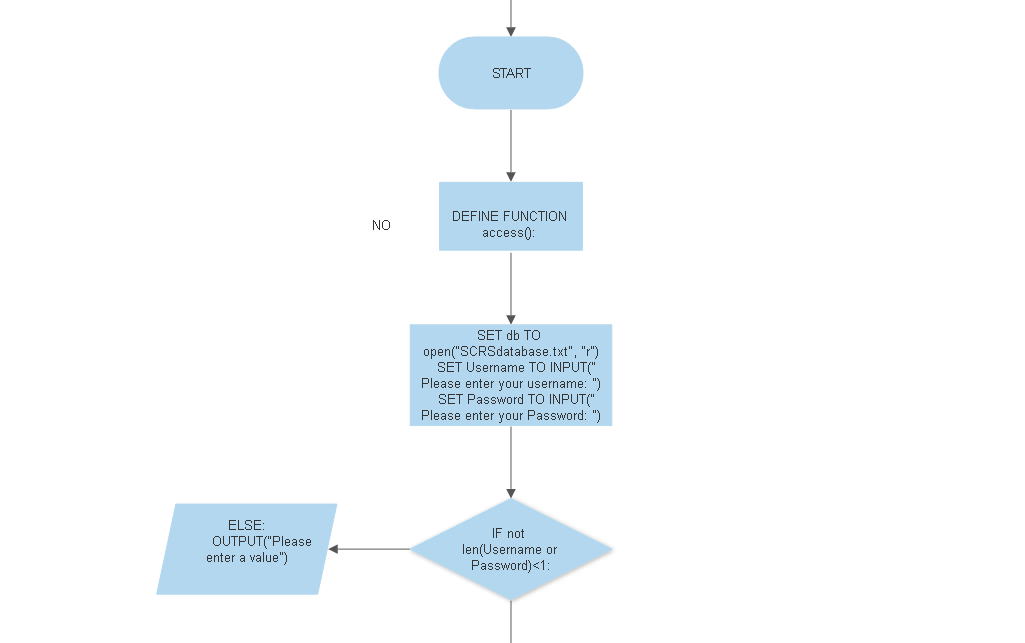 START
DEFINE FUNCTION
access():
NO
SET db TO
open("SCRSdatabase.txt", "r")
SET Username TO INPUT("
Please enter your username: ")
SET Password TO INPUT("
Please enter your Password: ")
IF not
len(Username or
Password)<1:
ELSE:
OUTPUT("Please
enter a value")